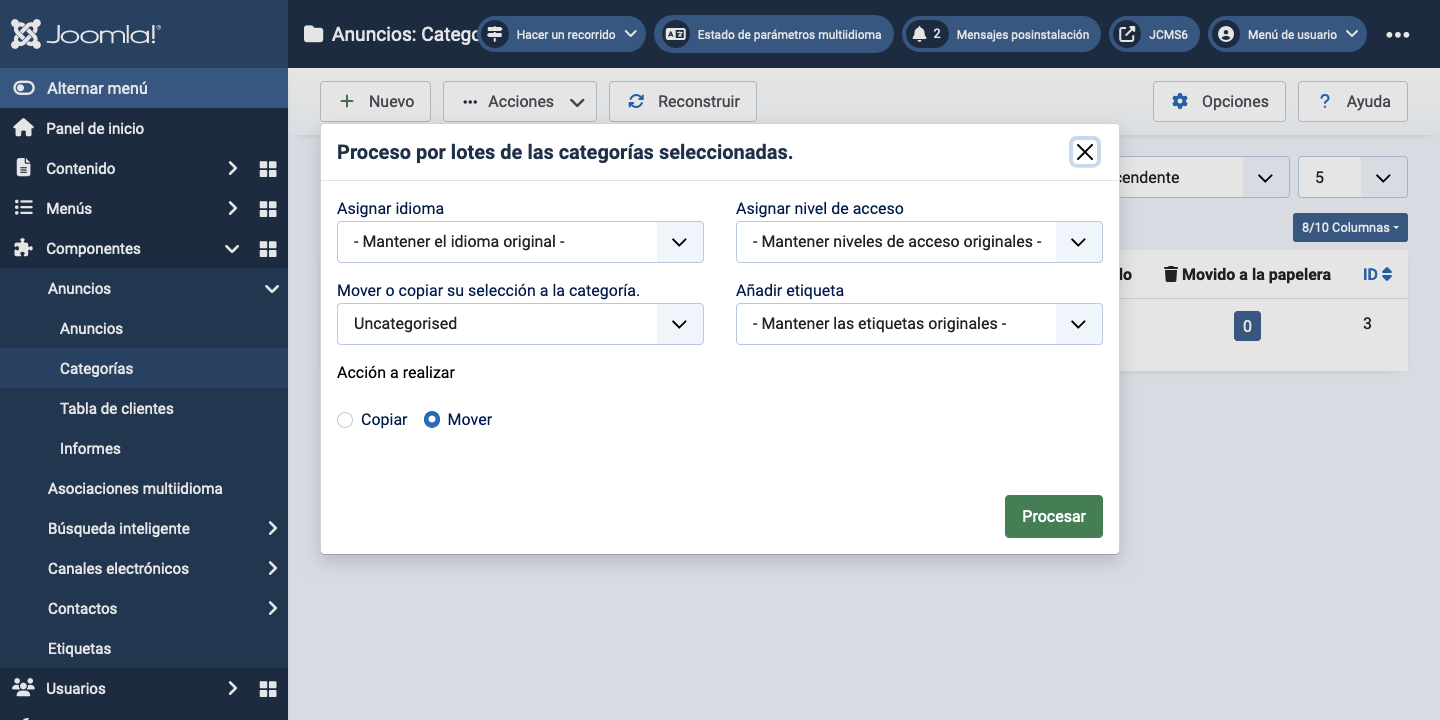 Joomla!
Anuncios: Catego
Hacer un recorrido
Estado de parámetros multiidioma
2 Mensajes posinstalación
JCMS6
Menú de usuario
Alternar menú
Panel de inicio
Contenido
Menús
Componentes
Anuncios
Anuncios
Categorías
Tabla de clientes
Informes
Asociaciones multiidioma
Búsqueda inteligente
Canales electrónicos
Contactos
Etiquetas
Usuarios
Nuevo
Acciones
Reconstruir
Opciones
? Ayuda
Proceso por lotes de las categorías seleccionadas.
Asignar idioma
- Mantener el idioma original -
Asignar nivel de acceso
- Mantener niveles de acceso originales -
Mover o copiar su selección a la categoría.
Uncategorised
Añadir etiqueta
- Mantener las etiquetas originales -
Acción a realizar
Copiar
Mover
Procesar
cendente
5
8/10 Columnas
lo
Movido a la papelera
ID
0
3